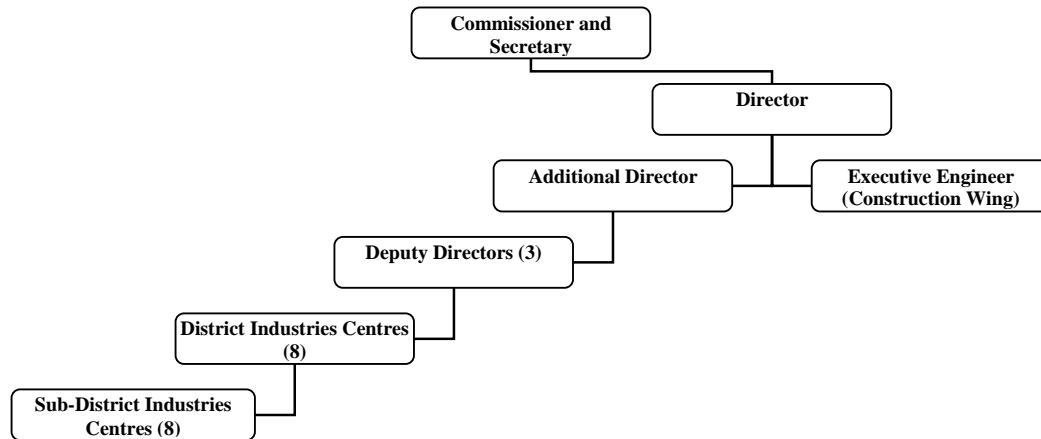 Commissioner and
Secretary
Director
Additional Director
Executive Engineer
(Construction Wing)
Deputy Directors (3)
District Industries Centres
(8)
Sub-District Industries
Centres (8)